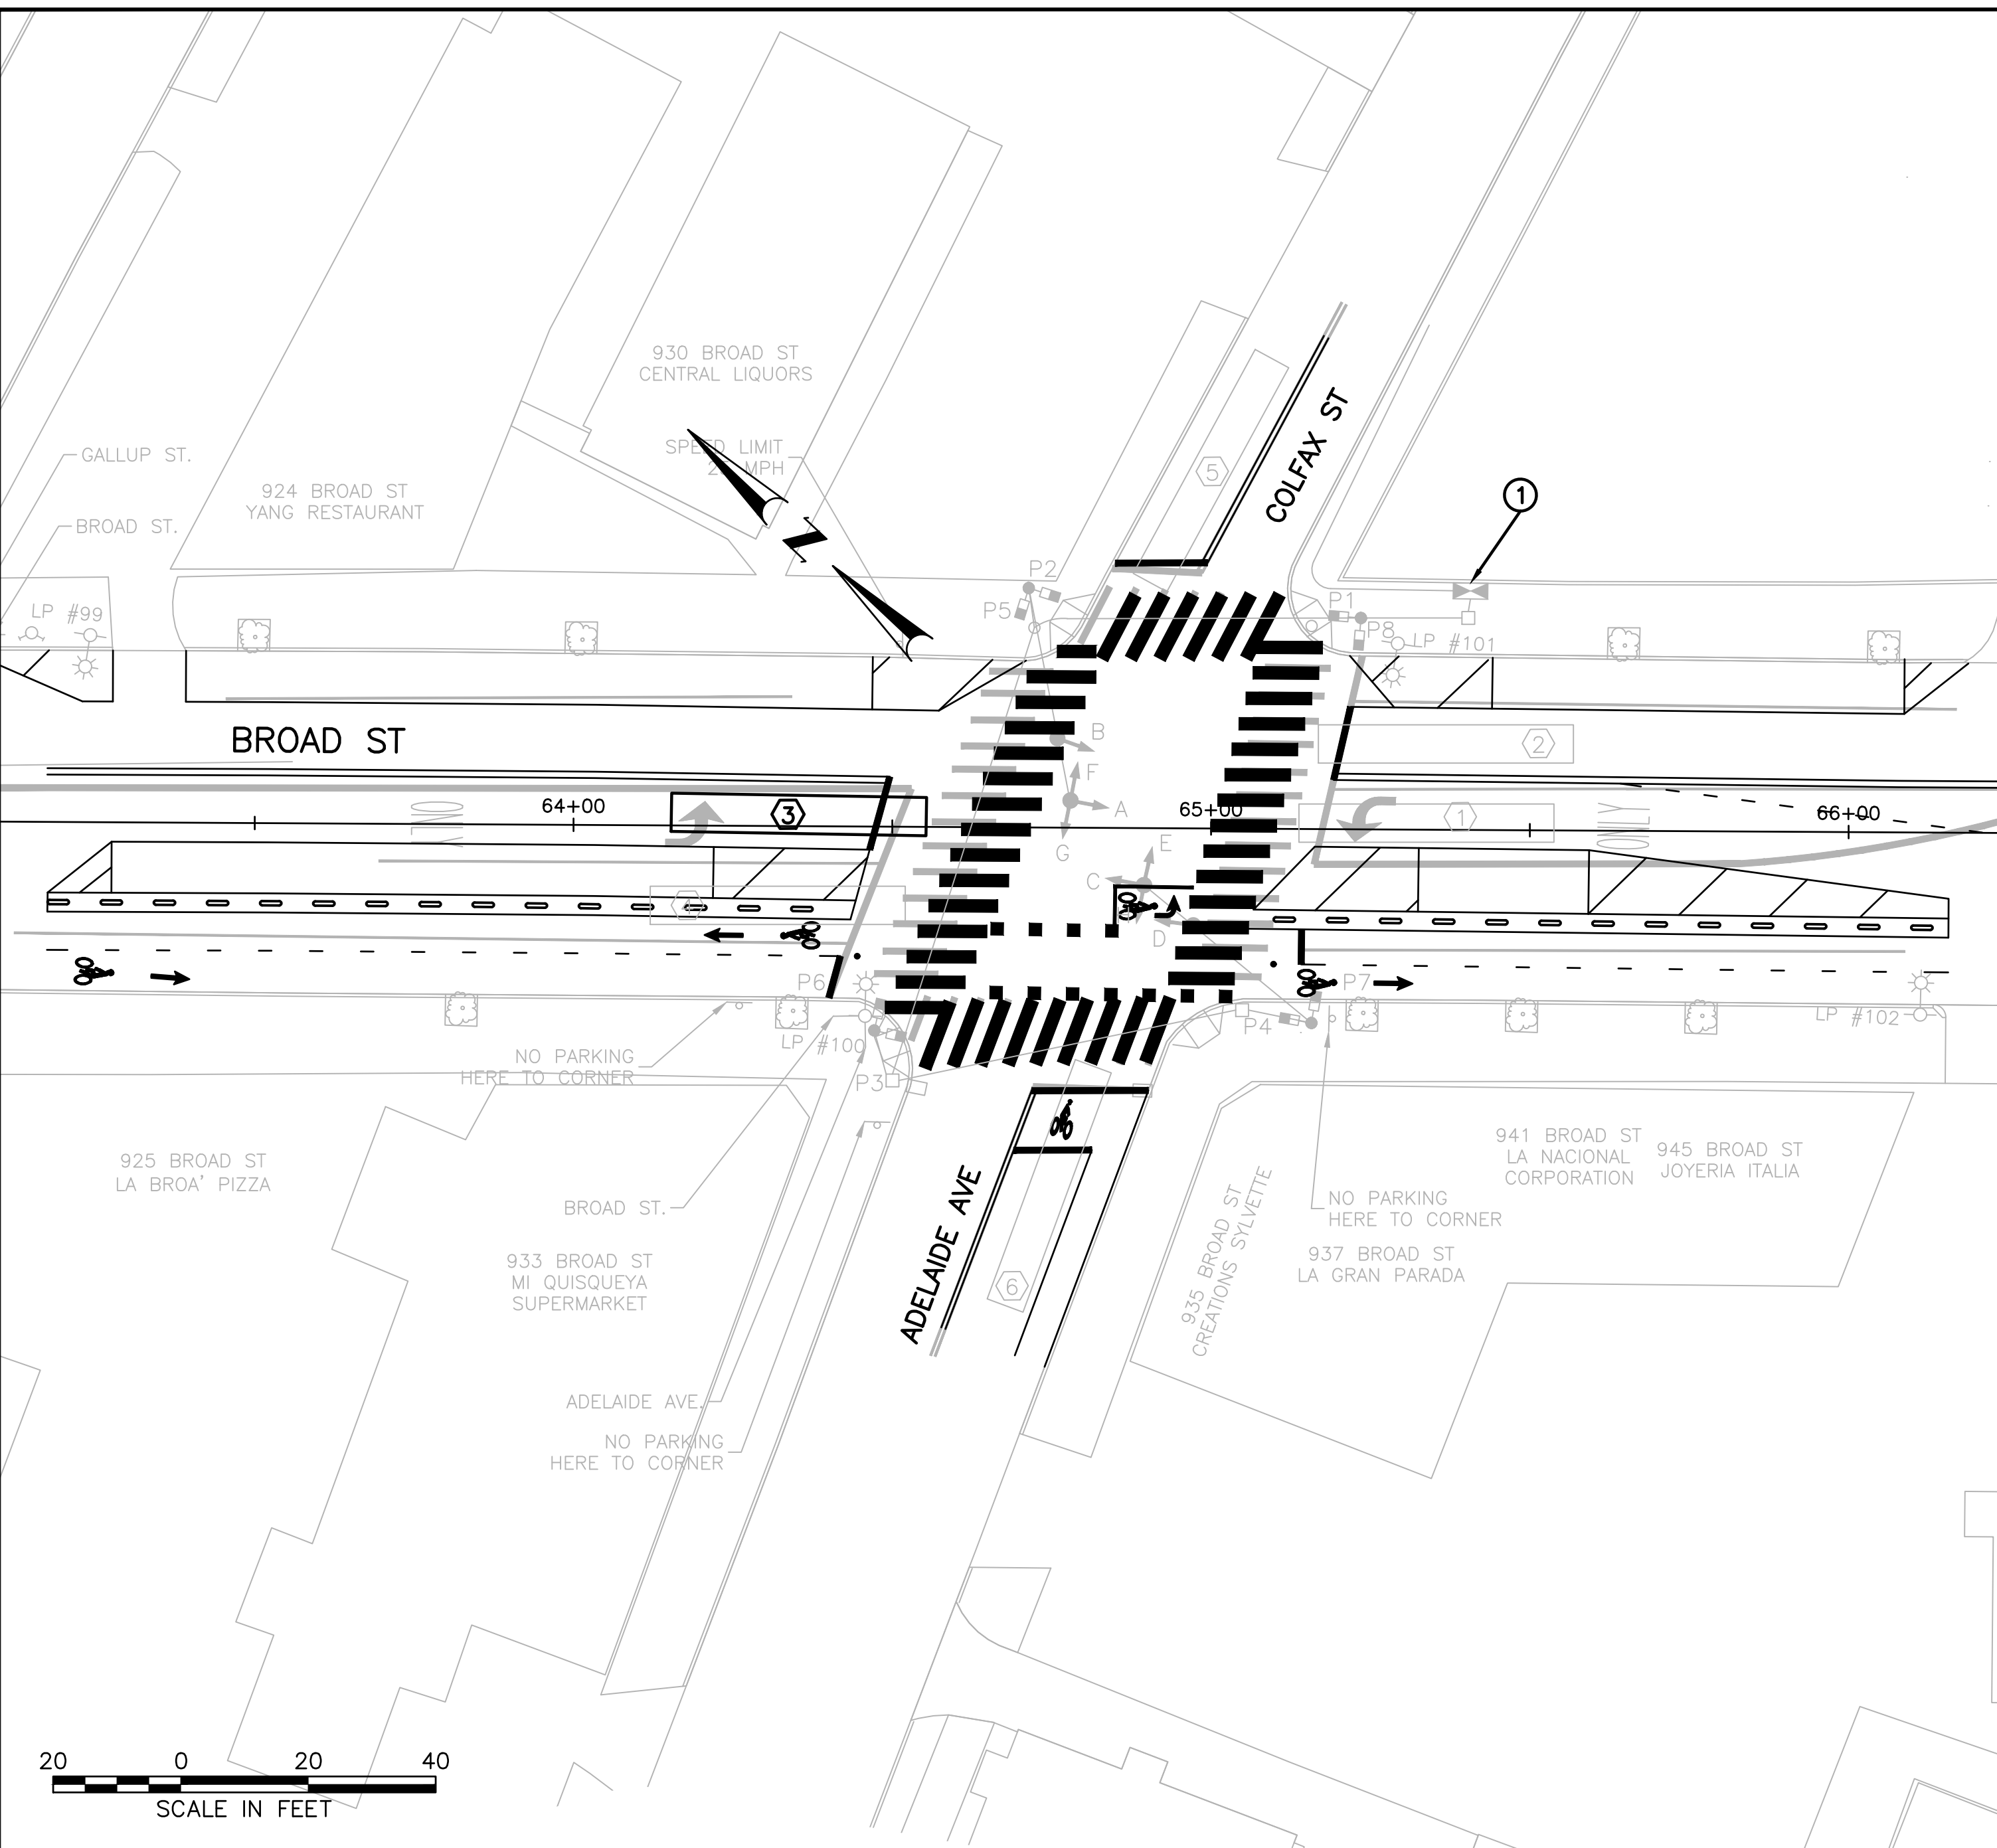 930 BROAD ST
CENTRAL LIQUORS
SPEED LIMIT
MPH
GALLUP ST.
924 BROAD ST
YANG RESTAURANT
BROAD ST.
COLFAX ST
5
1
N
LP #99
P2
P5
P1
P8
LP #101
BROAD ST
B
2
F
A
64+00
3
65+00
1
66+00
ONLY
ONLY
G
E
C
4
D
P6
P7
P4
LP #100
LP #102
P3
NO PARKING
HERE TO CORNER
925 BROAD ST
LA BROA' PIZZA
BROAD ST.
933 BROAD ST
MI QUISQUEYA
SUPERMARKET
ADELAIDE AVE
6
935 BROAD ST
CREATIONS SYLVETTE
941 BROAD ST
LA NACIONAL
CORPORATION
945 BROAD ST
JOYERIA ITALIA
NO PARKING
HERE TO CORNER
937 BROAD ST
LA GRAN PARADA
ADELAIDE AVE.
NO PARKING
HERE TO CORNER
20 0 20 40
SCALE IN FEET